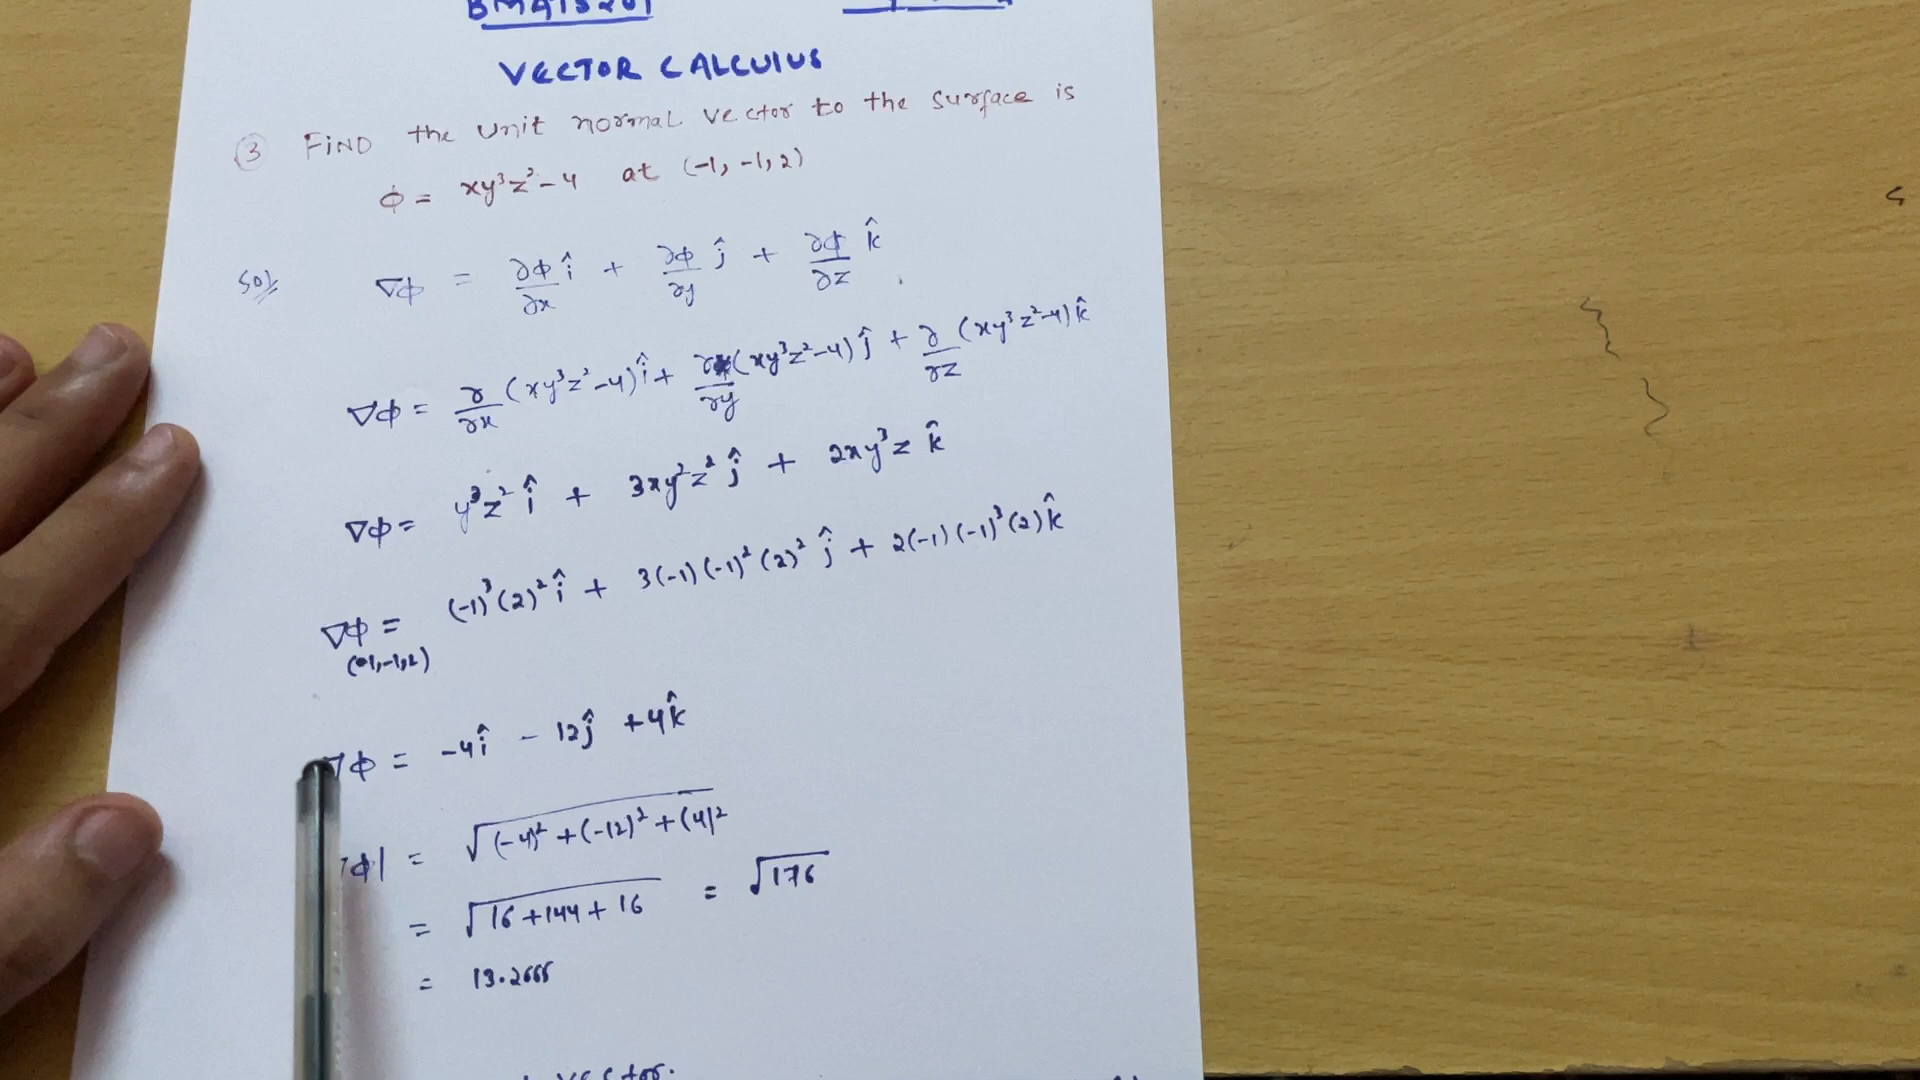 VECTOR CALCULUS
③ FiND the unit normal vector to the surface is
φ = xy³z² - 4 at (-1, -1, 2)
Sol
∇φ = ∂φ/∂x î + ∂φ/∂y ĵ + ∂φ/∂z k̂
∇φ = ∂/∂x (xy³z²-4) î + ∂/∂y (xy³z²-4) ĵ + ∂/∂z (xy³z²-4) k̂
∇φ = y³z² î + 3xy²z² ĵ + 2xy³z k̂
∇φ = (-1)³(2)² î + 3(-1)(-1)²(2)² ĵ + 2(-1)(-1)³(2) k̂
(-1,-1,2)
∇φ = -4î - 12ĵ + 4k̂
∇φ| = √(-4)² + (-12)² + (4)²
= √16 + 144 + 16 = √176
= 13.2665
vector.